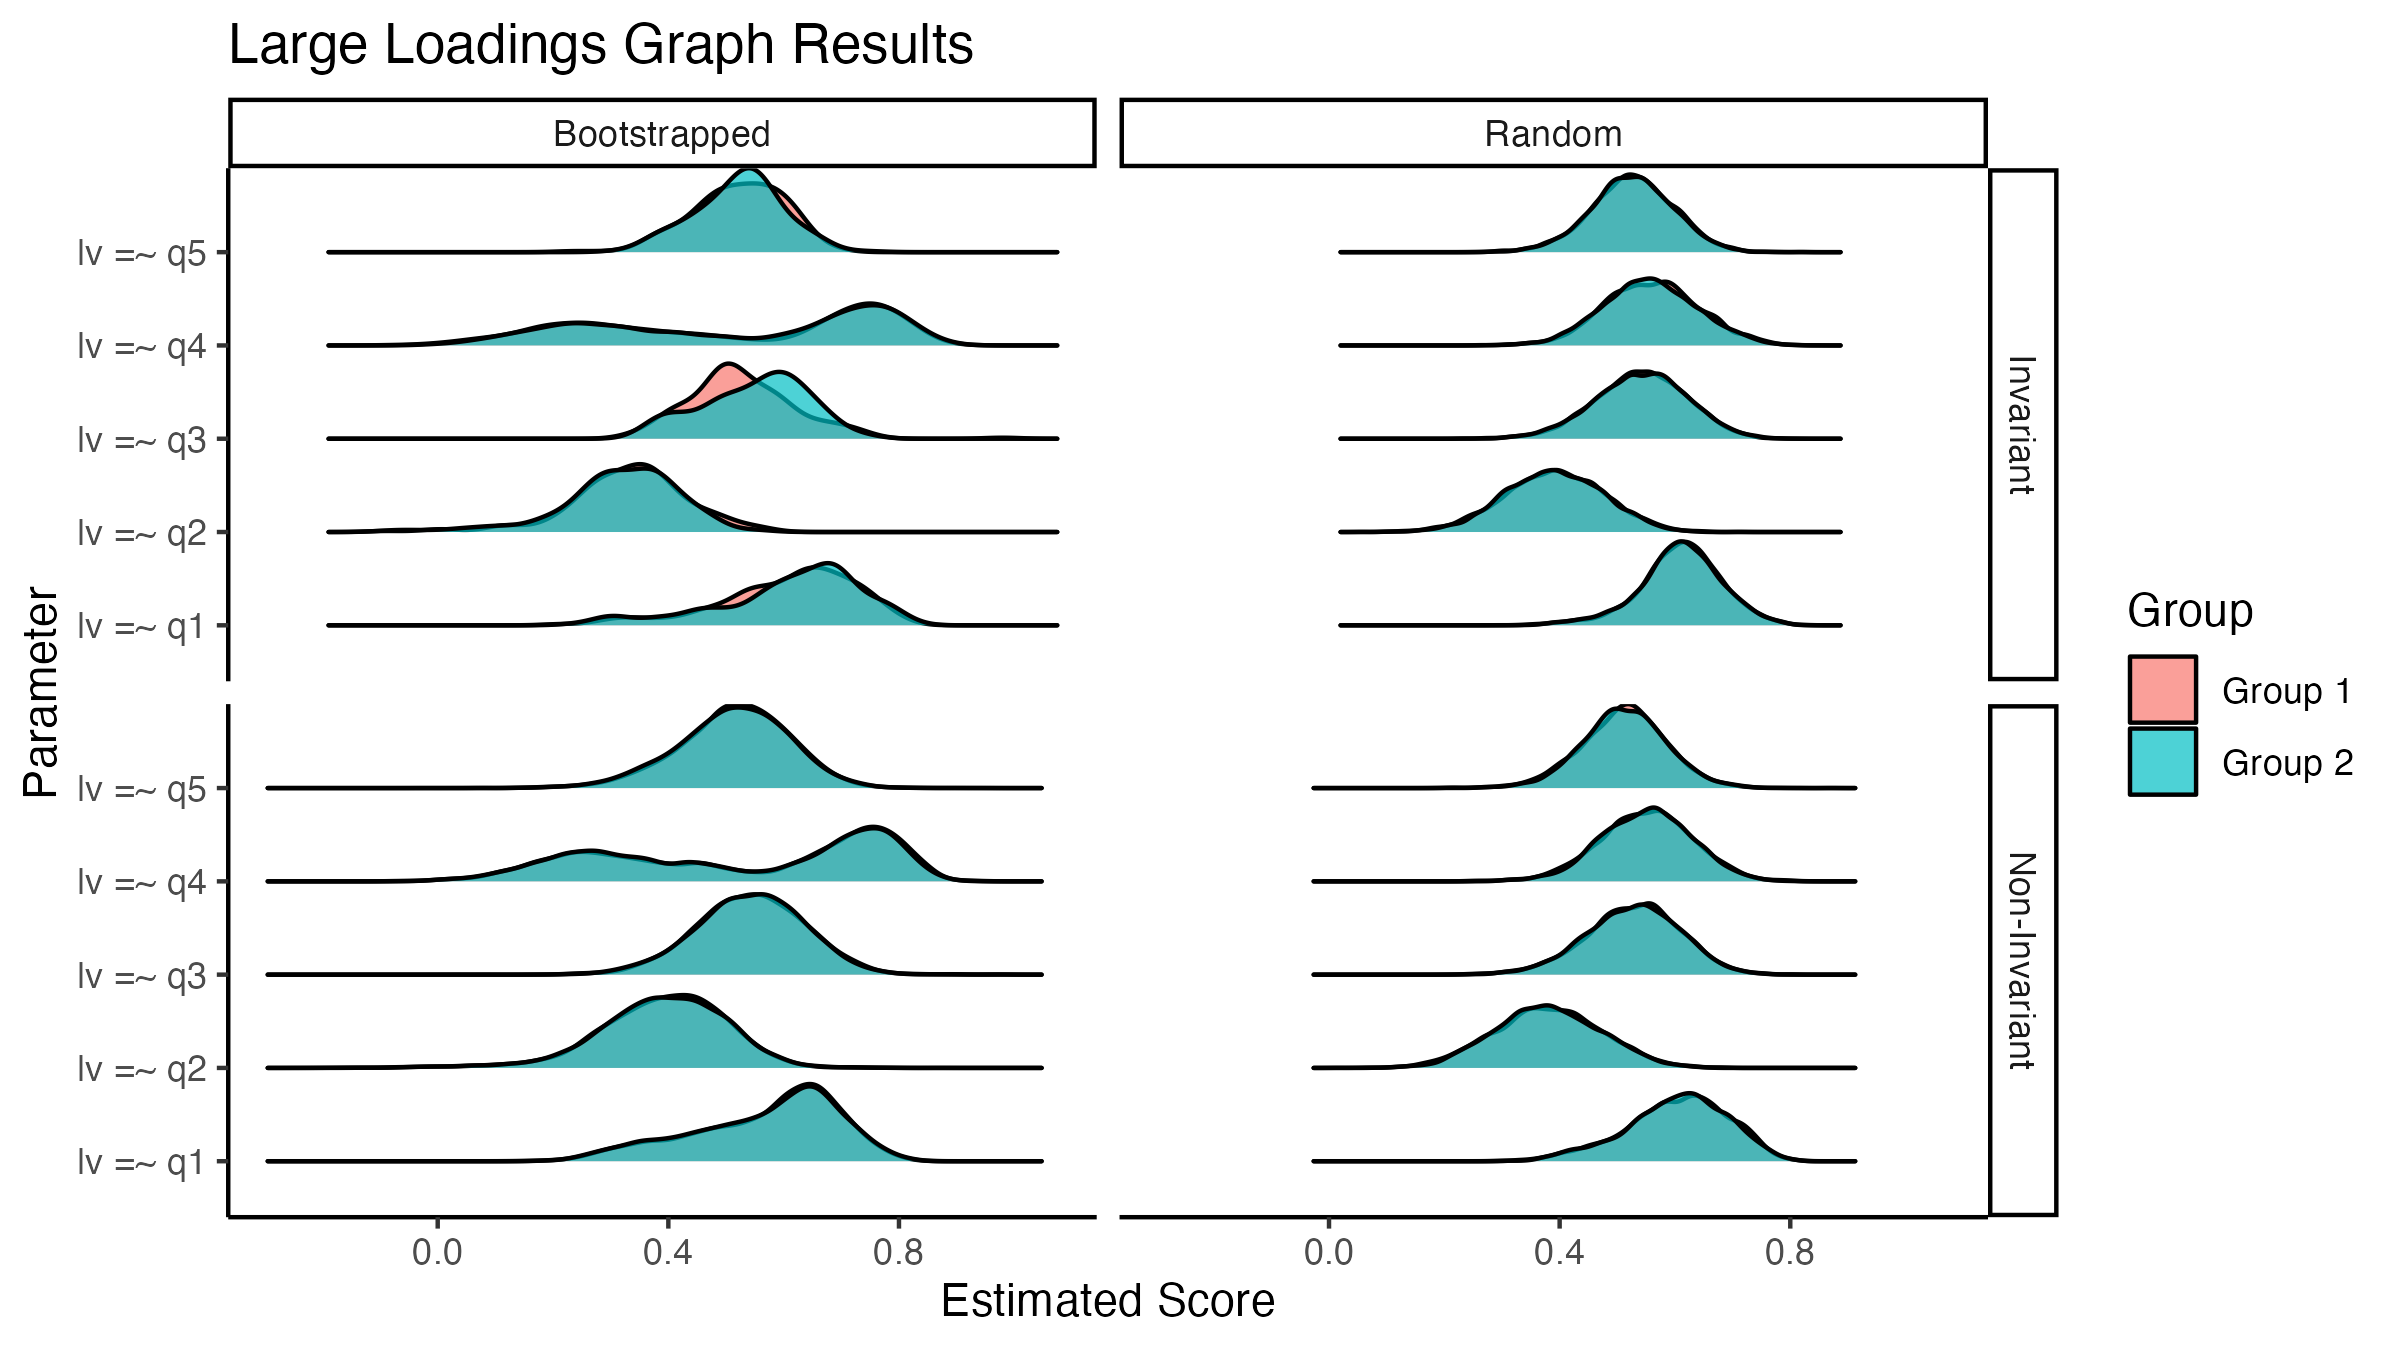 Large Loadings Graph Results
Bootstrapped
Random
lv =~ q5
lv =~ q4
lv =~ q3
lv =~ q2
lv =~ q1
Invariant
lv =~ q5
lv =~ q4
lv =~ q3
lv =~ q2
lv =~ q1
Non-Invariant
Parameter
0.0 0.4 0.8
0.0 0.4 0.8
Estimated Score
Group
Group 1
Group 2